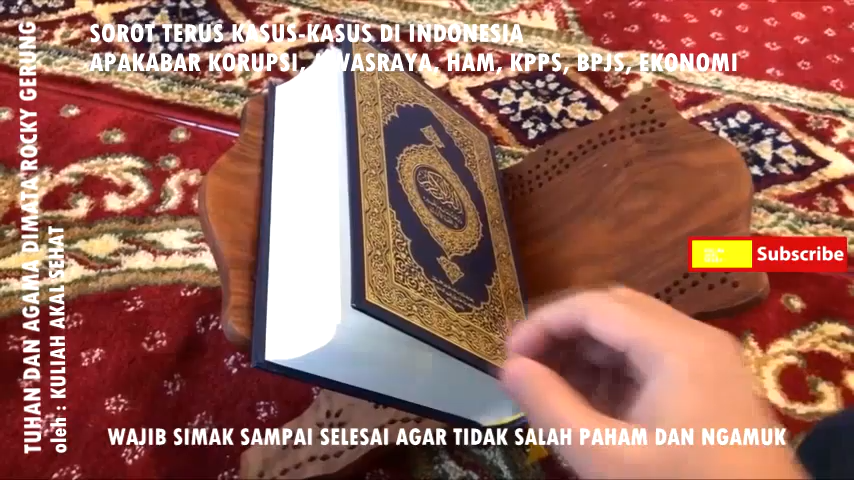 SOROT TERUS KASUS-KASUS DI INDONESIA
APAKABAR KORUPSI, JIWASRAYA, HAM, KPPS, BPJS, EKONOMI
TUHAN DAN AGAMA DIMATA ROCKY GERUNG
oleh : KULIAH AKAL SEHAT
Subscribe
WAJIB SIMAK SAMPAI SELESAI AGAR TIDAK SALAH PAHAM DAN NGAMUK